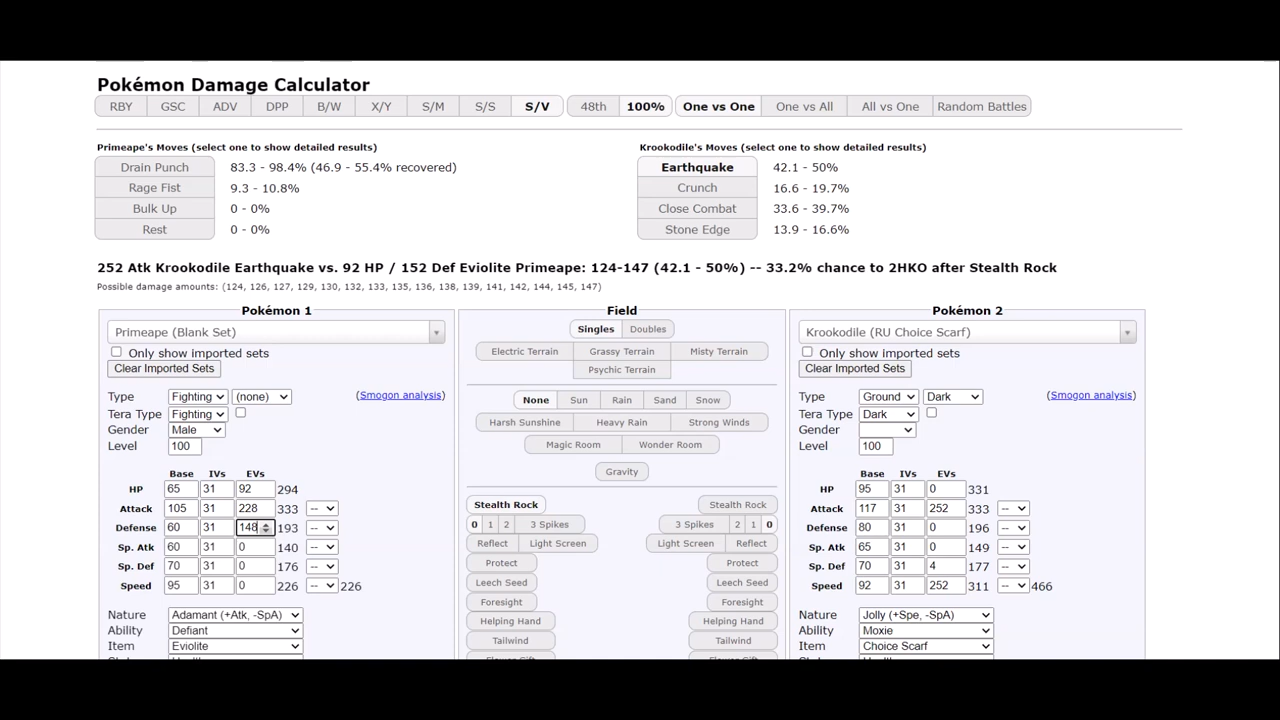 Pokémon Damage Calculator
RBY GSC ADV DPP B/W X/Y S/M S/S S/V 48th 100% One vs One One vs All All vs One Random Battles
Primeape's Moves (select one to show detailed results)
Drain Punch 83.3 - 98.4% (46.9 - 55.4% recovered)
Rage Fist 9.3 - 10.8%
Bulk Up 0 - 0%
Rest 0 - 0%
Krookodile's Moves (select one to show detailed results)
Earthquake 42.1 - 50%
Crunch 16.6 - 19.7%
Close Combat 33.6 - 39.7%
Stone Edge 13.9 - 16.6%
252 Atk Krookodile Earthquake vs. 92 HP / 152 Def Eviolite Primeape: 124-147 (42.1 - 50%) -- 33.2% chance to 2HKO after Stealth Rock
Possible damage amounts: (124, 126, 127, 129, 130, 132, 133, 135, 136, 138, 139, 141, 142, 144, 145, 147)
Pokémon 1
Primeape (Blank Set)
Only show imported sets
Clear Imported Sets
Type Fighting (none) (Smogon analysis)
Tera Type Fighting
Gender Male
Level 100
Base IVs EVs
HP 65 31 92 294
Attack 105 31 228 333 --
Defense 60 31 148 193 --
Sp. Atk 60 31 0 140 --
Sp. Def 70 31 0 176 --
Speed 95 31 0 226 -- 226
Nature Adamant (+Atk, -SpA)
Ability Defiant
Item Eviolite
Field
Singles Doubles
Electric Terrain Grassy Terrain Misty Terrain
Psychic Terrain
None Sun Rain Sand Snow
Harsh Sunshine Heavy Rain Strong Winds
Magic Room Wonder Room
Gravity
Stealth Rock Stealth Rock
0 1 2 3 Spikes 3 Spikes 2 1 0
Reflect Light Screen Light Screen Reflect
Protect Protect
Leech Seed Leech Seed
Foresight Foresight
Helping Hand Helping Hand
Tailwind Tailwind
Pokémon 2
Krookodile (RU Choice Scarf)
Only show imported sets
Clear Imported Sets
Type Ground Dark (Smogon analysis)
Tera Type Dark
Gender
Level 100
Base IVs EVs
HP 95 31 0 331
Attack 117 31 252 333 --
Defense 80 31 0 196 --
Sp. Atk 65 31 0 149 --
Sp. Def 70 31 4 177 --
Speed 92 31 252 311 -- 466
Nature Jolly (+Spe, -SpA)
Ability Moxie
Item Choice Scarf